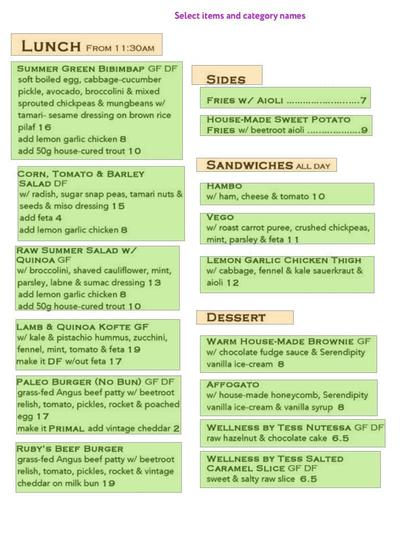 Select items and category names
LUNCH FROM 11:30AM
SUMMER GREEN BIBIMBAP GF DF
soft boiled egg, cabbage-cucumber
pickle, avocado, broccolini & mixed
sprouted chickpeas & mungbeans w/
tamari- sesame dressing on brown rice
pilaf 16
add lemon garlic chicken 8
add 50g house-cured trout 10
CORN, TOMATO & BARLEY
SALAD DF
w/ radish, sugar snap peas, tamari nuts &
seeds & miso dressing 15
add feta 4
add lemon garlic chicken 8
RAW SUMMER SALAD W/
QUINOA GF
w/ broccolini, shaved cauliflower, mint,
parsley, labne & sumac dressing 13
add lemon garlic chicken 8
add 50g house-cured trout 10
LAMB & QUINOA KOFTE GF
w/ kale & pistachio hummus, zucchini,
fennel, mint, tomato & feta 19
make it DF w/out feta 17
PALEO BURGER (NO BUN) GF DF
grass-fed Angus beef patty w/ beetroot
relish, tomato, pickles, rocket & poached
egg 17
make it PRIMAL add vintage cheddar 2
RUBY'S BEEF BURGER
grass-fed Angus beef patty w/ beetroot
relish, tomato, pickles, rocket & vintage
cheddar on milk bun 19
SIDES
FRIES W/ AIOLI ...........................7
HOUSE-MADE SWEET POTATO
FRIES w/ beetroot aioli ...................9
SANDWICHES ALL DAY
HAMBO
w/ ham, cheese & tomato 10
VEGO
w/ roast carrot puree, crushed chickpeas,
mint, parsley & feta 11
LEMON GARLIC CHICKEN THIGH
w/ cabbage, fennel & kale sauerkraut &
aioli 12
DESSERT
WARM HOUSE-MADE BROWNIE GF
w/ chocolate fudge sauce & Serendipity
vanilla ice-cream 8
AFFOGATO
w/ house-made honeycomb, Serendipity
vanilla ice-cream & vanilla syrup 8
WELLNESS BY TESS NUTESSA GF DF
raw hazelnut & chocolate cake 6.5
WELLNESS BY TESS SALTED
CARAMEL SLICE GF DF
sweet & salty raw slice 6.5